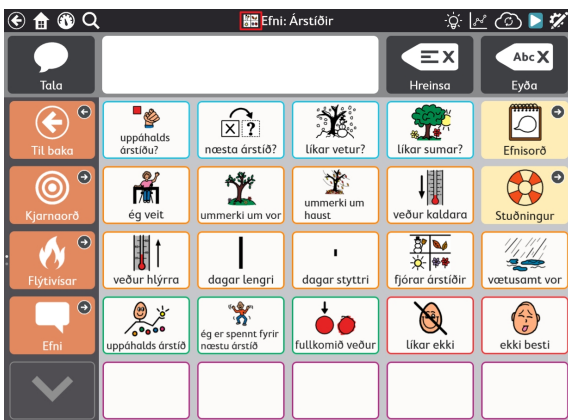 Efni: Árstíðir
Tala
Hreinsa
Abc X
Eyða
Til baka
uppáhalds
árstíðu?
næsta árstíð?
líkar vetur?
líkar sumar?
Efnisorð
Kjarnaorð
ég veit
ummerki um vor
ummerki um
haust
veður kaldara
Stuðningur
Flýtivísar
veður hlýrra
dagar lengri
dagar styttri
fjórar árstíðir
vætusamt vor
Efni
uppáhalds árstíð
ég er spennt fyrir
næstu árstíð
fullkomið veður
líkar ekki
ekki besti